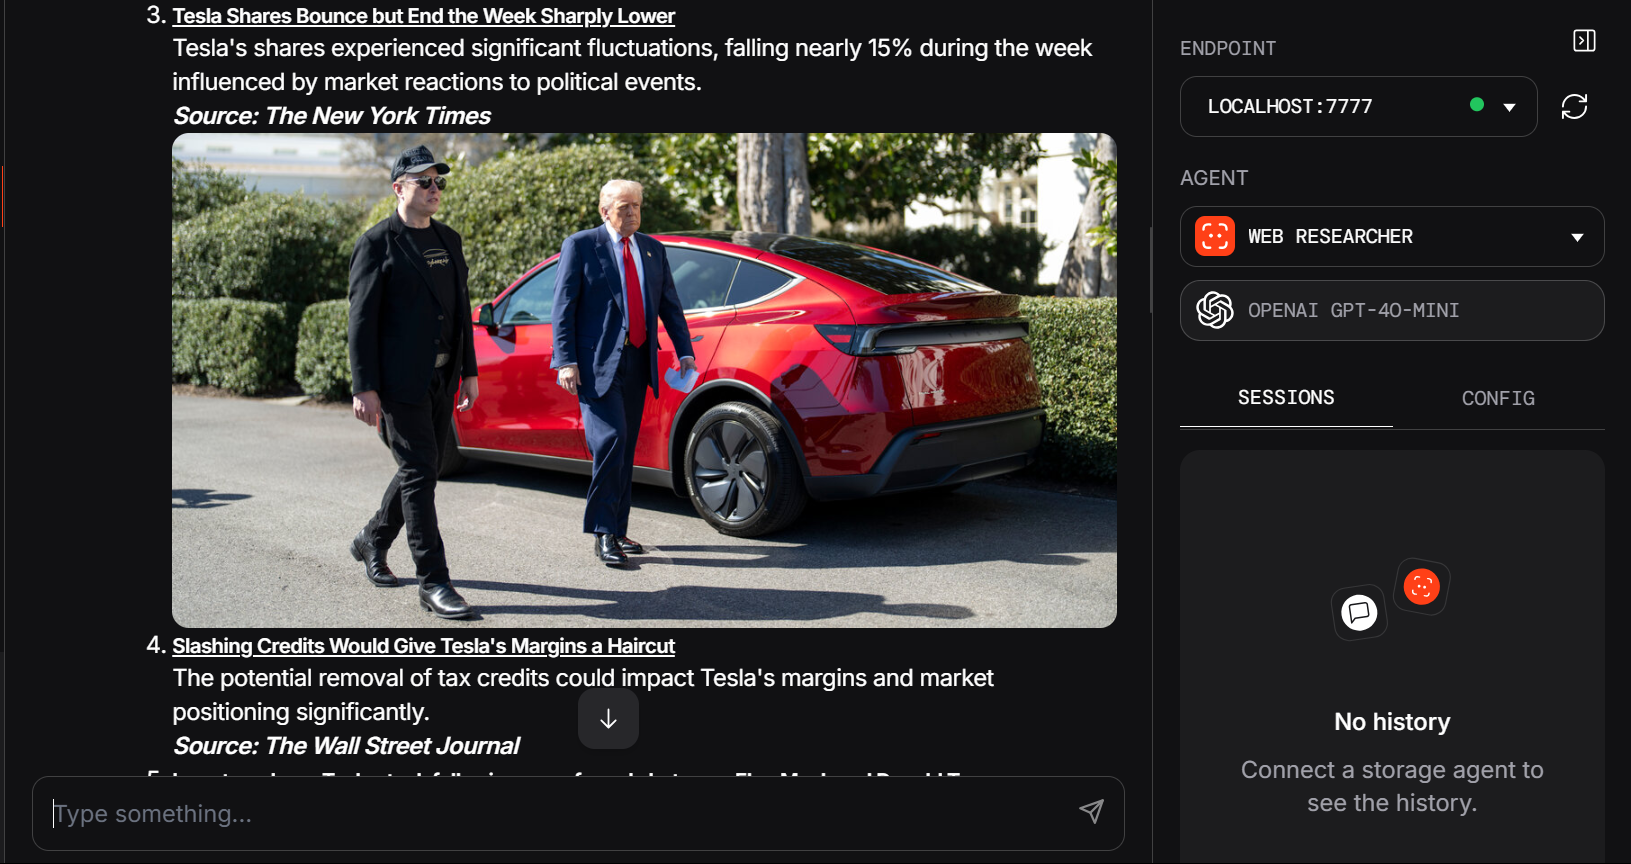 3. Tesla Shares Bounce but End the Week Sharply Lower
Tesla's shares experienced significant fluctuations, falling nearly 15% during the week
influenced by market reactions to political events.
Source: The New York Times
4. Slashing Credits Would Give Tesla's Margins a Haircut
The potential removal of tax credits could impact Tesla's margins and market
positioning significantly.
Source: The Wall Street Journal
Type something...
ENDPOINT
LOCALHOST:7777
AGENT
WEB RESEARCHER
OPENAI GPT-4O-MINI
SESSIONS
CONFIG
No history
Connect a storage agent to
see the history.